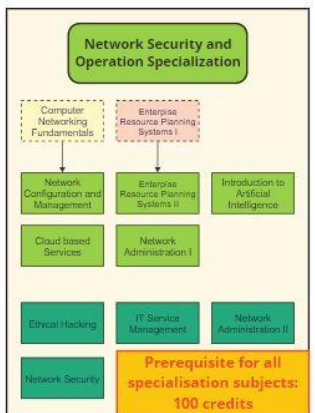 Network Security and
Operation Specialization
Computer
Networking
Fundamentals
Enterpise
Resource Planning
Systems I
Network
Configuration and
Management
Enterpise
Resource Planning
Systems II
Introduction to
Artificial
Intelligence
Cloud based
Services
Network
Administration I
Ethical Hacking
IT Service
Management
Network
Administration II
Network Security
Prerequisite for all
specialisation subjects:
100 credits